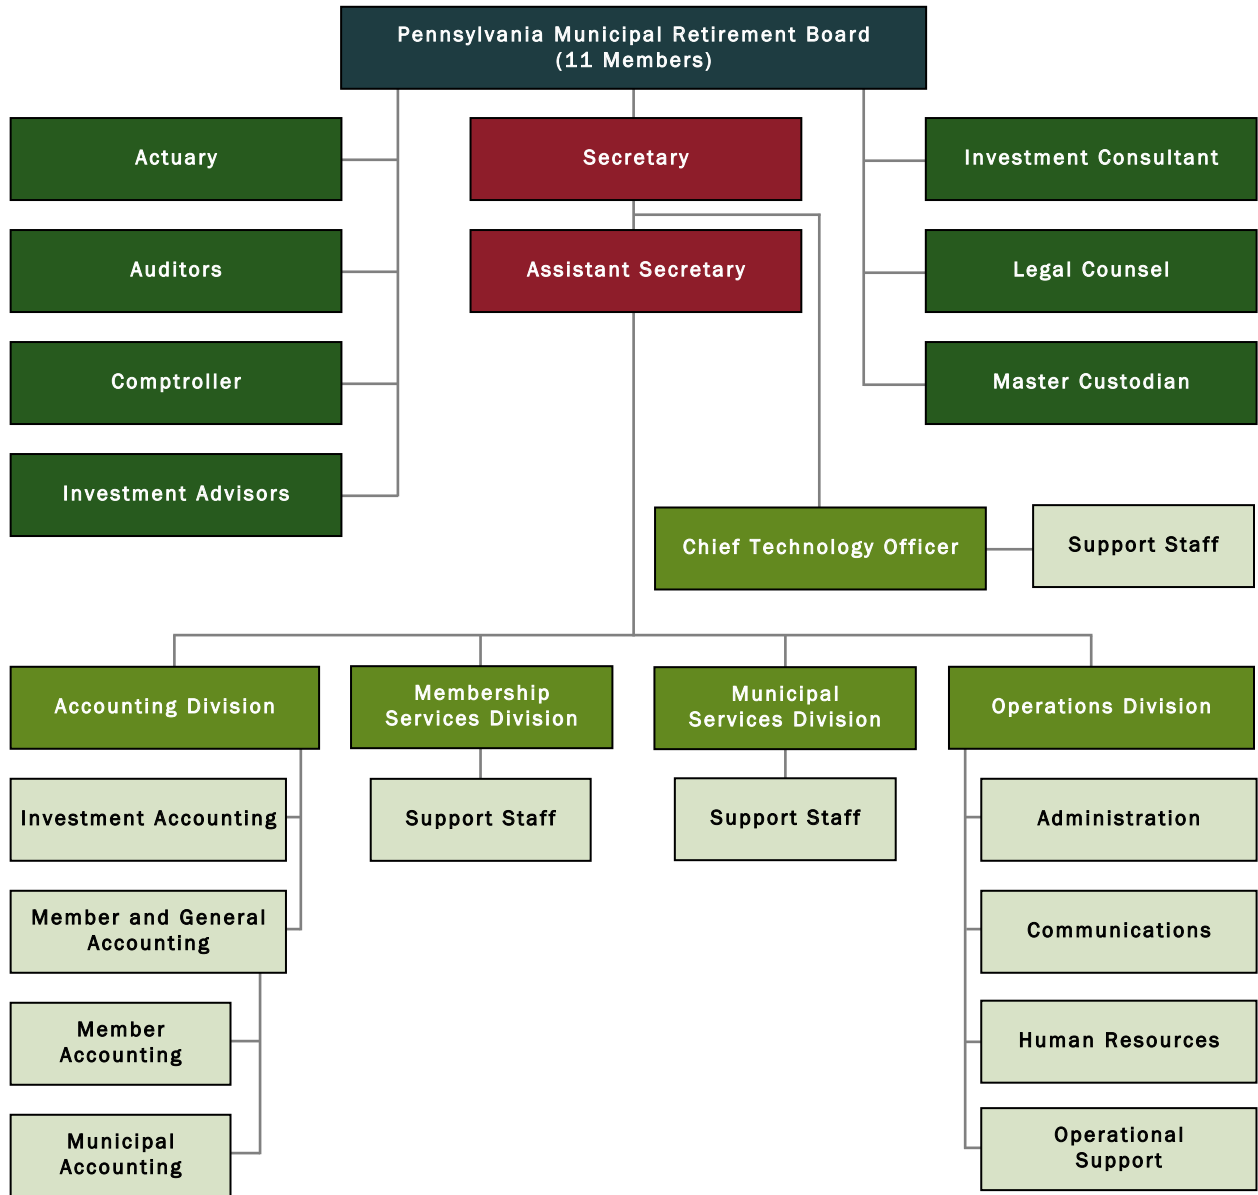 Pennsylvania Municipal Retirement Board
(11 Members)
Actuary
Secretary
Investment Consultant
Auditors
Assistant Secretary
Legal Counsel
Comptroller
Master Custodian
Investment Advisors
Chief Technology Officer
Support Staff
Accounting Division
Membership
Services Division
Municipal
Services Division
Operations Division
Investment Accounting
Support Staff
Support Staff
Administration
Member and General
Accounting
Communications
Member
Accounting
Human Resources
Municipal
Accounting
Operational
Support